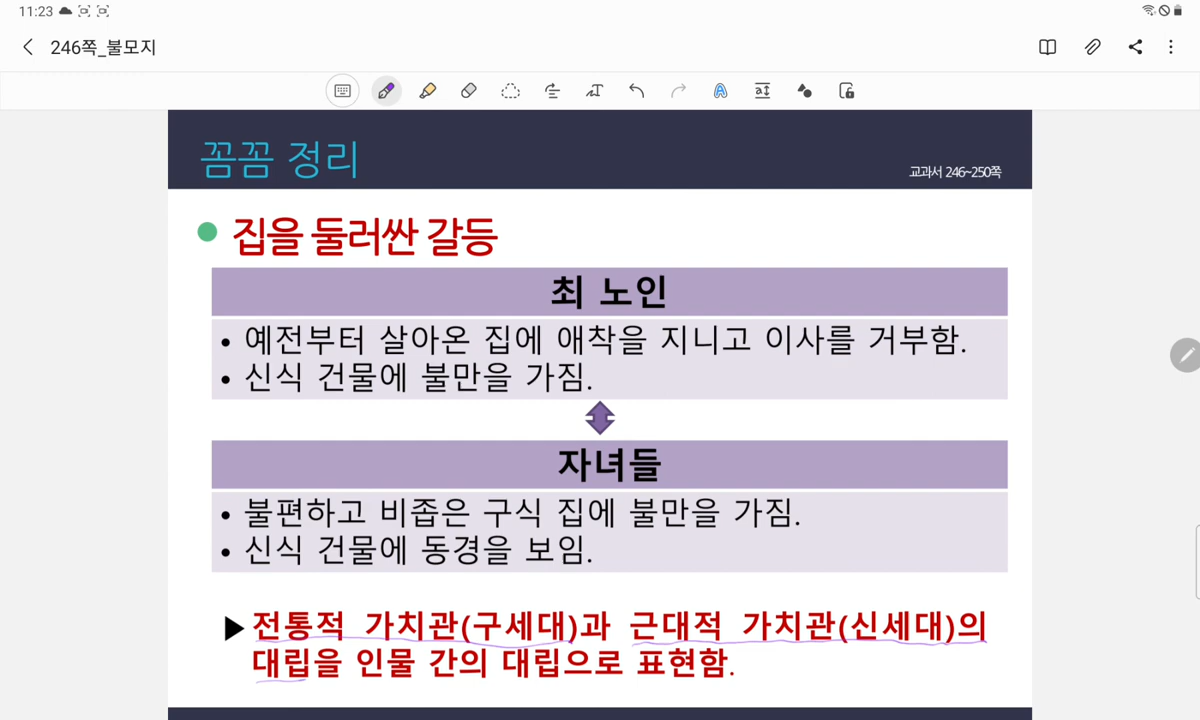 11:23
246쪽_불모지
꼼꼼 정리
교과서 246~250쪽
집을 둘러싼 갈등
최 노인
• 예전부터 살아온 집에 애착을 지니고 이사를 거부함.
• 신식 건물에 불만을 가짐.
자녀들
• 불편하고 비좁은 구식 집에 불만을 가짐.
• 신식 건물에 동경을 보임.
▶전통적 가치관(구세대)과 근대적 가치관(신세대)의
대립을 인물 간의 대립으로 표현함.